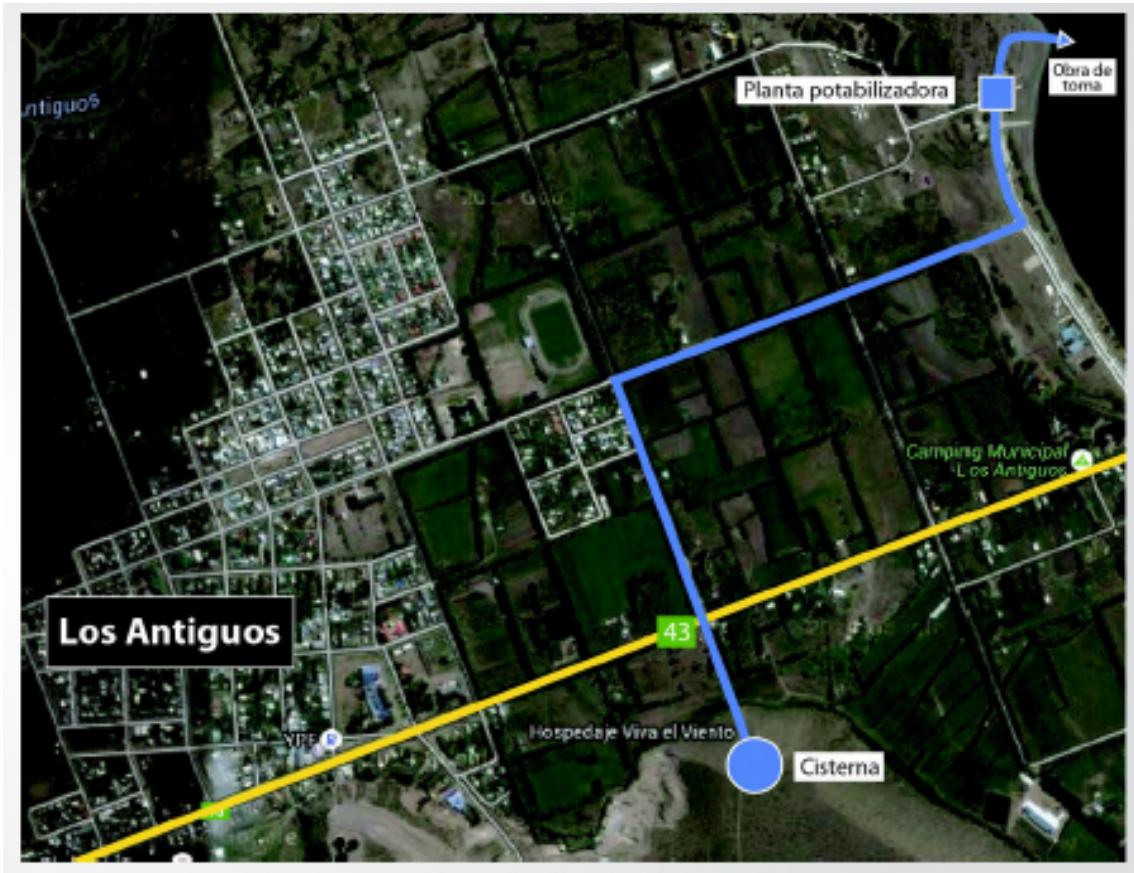 ntiguos
Planta potabilizadora
Obra de
toma
Camping Municipal
Los Antiguos
Los Antiguos
43
Hospedaje Viva el Viento
YPF
Cisterna